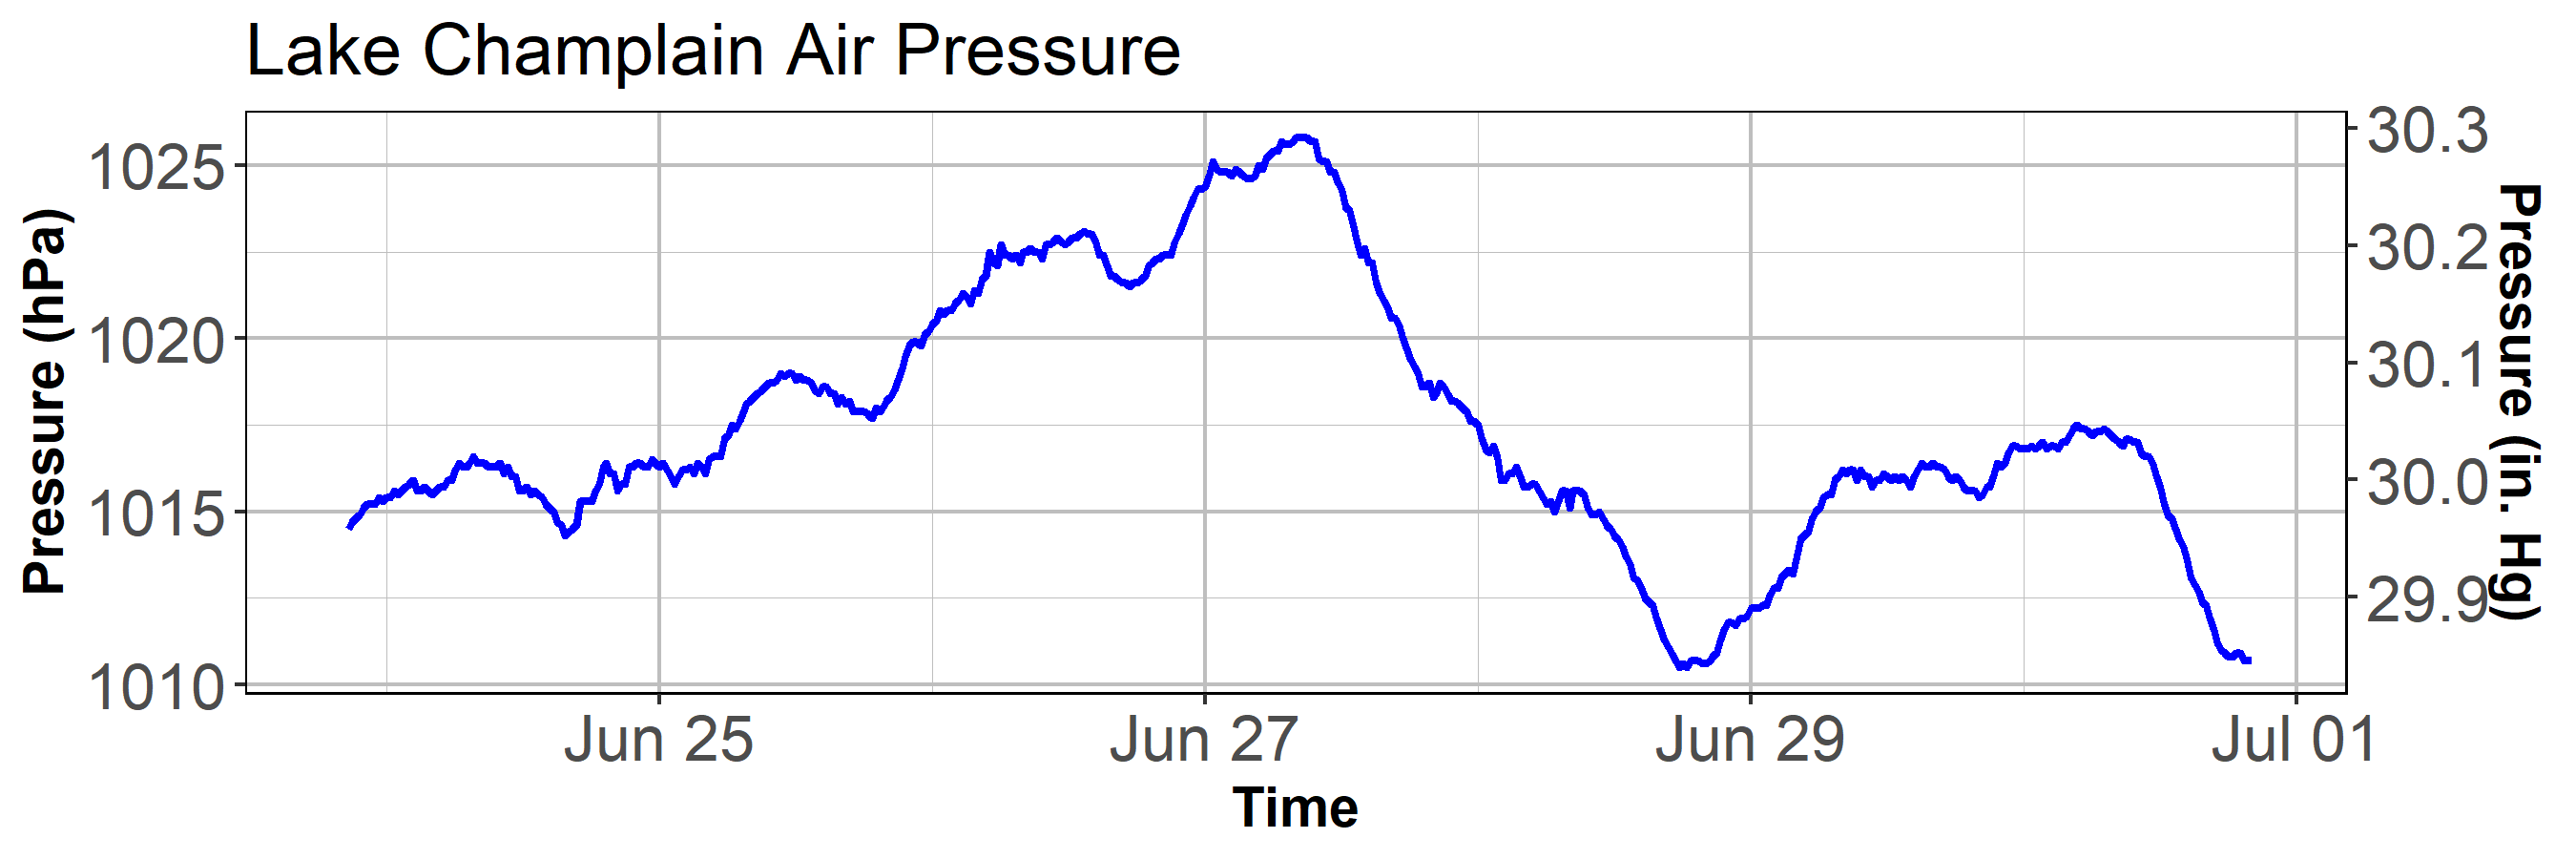 Lake Champlain Air Pressure
Pressure (hPa)
1025
1020
1015
1010
30.3
30.2
30.1
30.0
29.9
Pressure (in. Hg)
Jun 25
Jun 27
Jun 29
Jul 01
Time